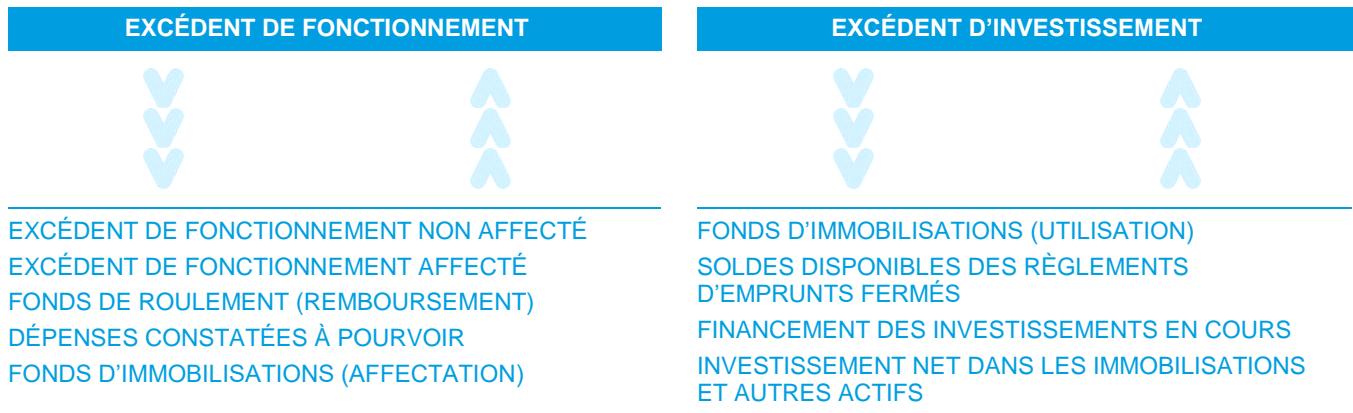 EXCÉDENT DE FONCTIONNEMENT
EXCÉDENT DE FONCTIONNEMENT NON AFFECTÉ
EXCÉDENT DE FONCTIONNEMENT AFFECTÉ
FONDS DE ROULEMENT (REMBOURSEMENT)
DÉPENSES CONSTATÉES À POURVOIR
FONDS D’IMMOBILISATIONS (AFFECTATION)
EXCÉDENT D’INVESTISSEMENT
FONDS D’IMMOBILISATIONS (UTILISATION)
SOLDES DISPONIBLES DES RÈGLEMENTS
D’EMPRUNTS FERMÉS
FINANCEMENT DES INVESTISSEMENTS EN COURS
INVESTISSEMENT NET DANS LES IMMOBILISATIONS
ET AUTRES ACTIFS